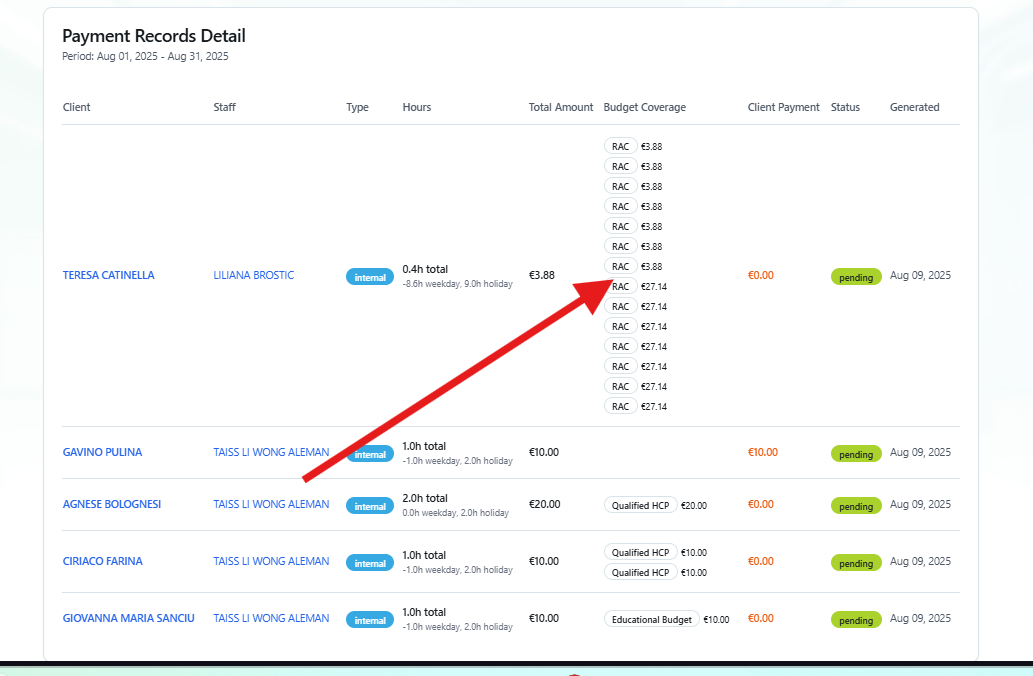 Payment Records Detail
Period: Aug 01, 2025 - Aug 31, 2025
Client Staff Type Hours Total Amount Budget Coverage Client Payment Status Generated
RAC €3.88
RAC €3.88
RAC €3.88
RAC €3.88
RAC €3.88
RAC €3.88
RAC €3.88
TERESA CATINELLA LILIANA BROSTIC internal 0.4h total €3.88 €0.00 pending Aug 09, 2025
-8.6h weekday, 9.0h holiday
RAC €27.14
RAC €27.14
RAC €27.14
RAC €27.14
RAC €27.14
RAC €27.14
RAC €27.14
GAVINO PULINA TAISS LI WONG ALEMAN internal 1.0h total €10.00 €10.00 pending Aug 09, 2025
-1.0h weekday, 2.0h holiday
AGNESE BOLOGNESI TAISS LI WONG ALEMAN internal 2.0h total €20.00 Qualified HCP €20.00 €0.00 pending Aug 09, 2025
0.0h weekday, 2.0h holiday
CIRIACO FARINA TAISS LI WONG ALEMAN internal 1.0h total €10.00 Qualified HCP €10.00 €0.00 pending Aug 09, 2025
-1.0h weekday, 2.0h holiday Qualified HCP €10.00
GIOVANNA MARIA SANCIU TAISS LI WONG ALEMAN internal 1.0h total €10.00 Educational Budget €10.00 €0.00 pending Aug 09, 2025
-1.0h weekday, 2.0h holiday